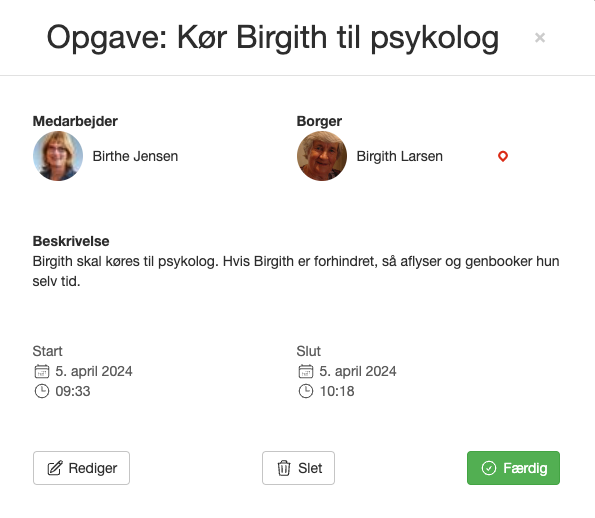 Opgave: Kør Birgith til psykolog ×
Medarbejder Borger
Birthe Jensen Birgith Larsen
Beskrivelse
Birgith skal køres til psykolog. Hvis Birgith er forhindret, så aflyser og genbooker hun
selv tid.
Start Slut
5. april 2024 5. april 2024
09:33 10:18
Rediger Slet Færdig